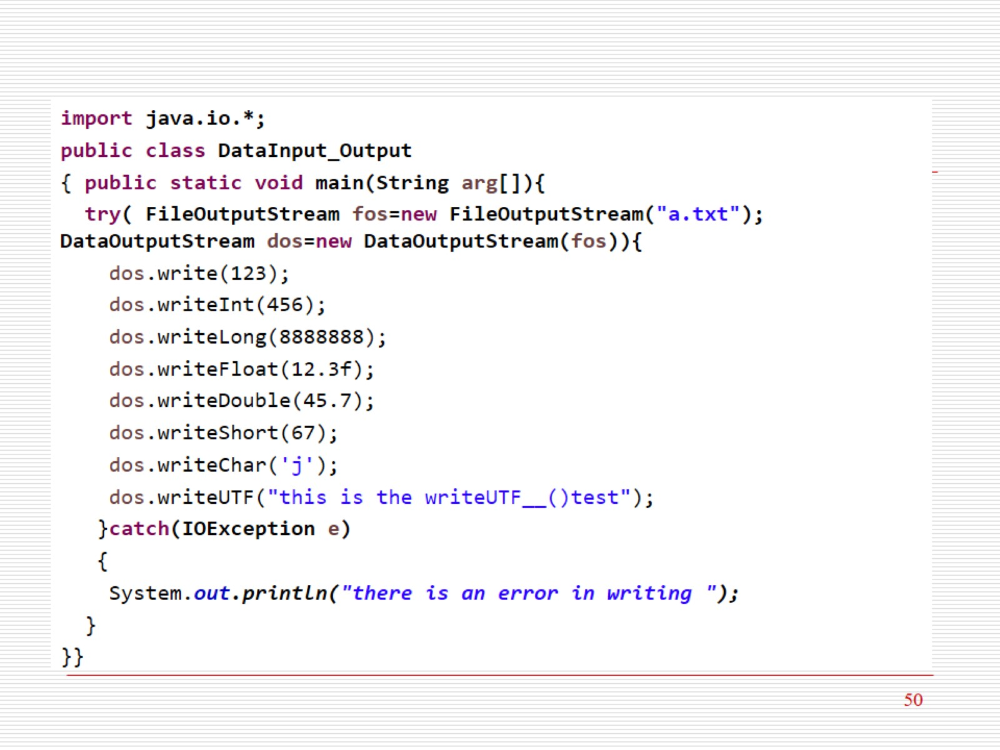 import java.io.*;
public class DataInput_Output
{ public static void main(String arg[]){
try( FileOutputStream fos=new FileOutputStream("a.txt");
DataOutputStream dos=new DataOutputStream(fos)){
dos.write(123);
dos.writeInt(456);
dos.writeLong(8888888);
dos.writeFloat(12.3f);
dos.writeDouble(45.7);
dos.writeShort(67);
dos.writeChar('j');
dos.writeUTF("this is the writeUTF__()test");
}catch(IOException e)
{
System.out.println("there is an error in writing ");
}
}}
50